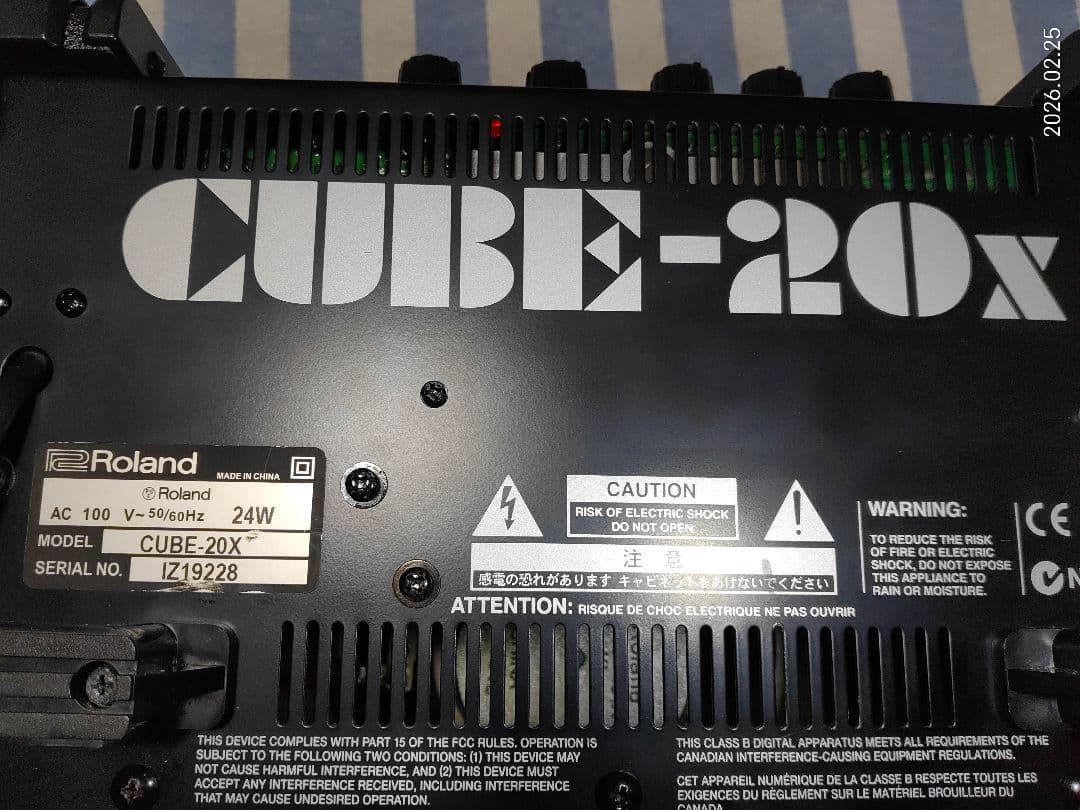 2026.02.25
CUBE-20X
Roland
MADE IN CHINA
Roland
AC 100 V~ 50/60Hz 24W
MODEL CUBE-20X
SERIAL NO. IZ19228
CAUTION
RISK OF ELECTRIC SHOCK
DO NOT OPEN
注意
感電の恐れがあります キャビネットをあけないでください
ATTENTION: RISQUE DE CHOC ELECTRIQUE NE PAS OUVRIR
WARNING:
TO REDUCE THE RISK
OF FIRE OR ELECTRIC
SHOCK, DO NOT EXPOSE
THIS APPLIANCE TO
RAIN OR MOISTURE.
CE
N
THIS DEVICE COMPLIES WITH PART 15 OF THE FCC RULES. OPERATION IS
SUBJECT TO THE FOLLOWING TWO CONDITIONS: (1) THIS DEVICE MAY
NOT CAUSE HARMFUL INTERFERENCE, AND (2) THIS DEVICE MUST
ACCEPT ANY INTERFERENCE RECEIVED, INCLUDING INTERFERENCE
THAT MAY CAUSE UNDESIRED OPERATION.
THIS CLASS B DIGITAL APPARATUS MEETS ALL REQUIREMENTS OF THE
CANADIAN INTERFERENCE-CAUSING EQUIPMENT REGULATIONS.
CET APPAREIL NUMÉRIQUE DE LA CLASSE B RESPECTE TOUTES LES
EXIGENCES DU RÈGLEMENT SUR LE MATÉRIEL BROUILLEUR DU
CANADA